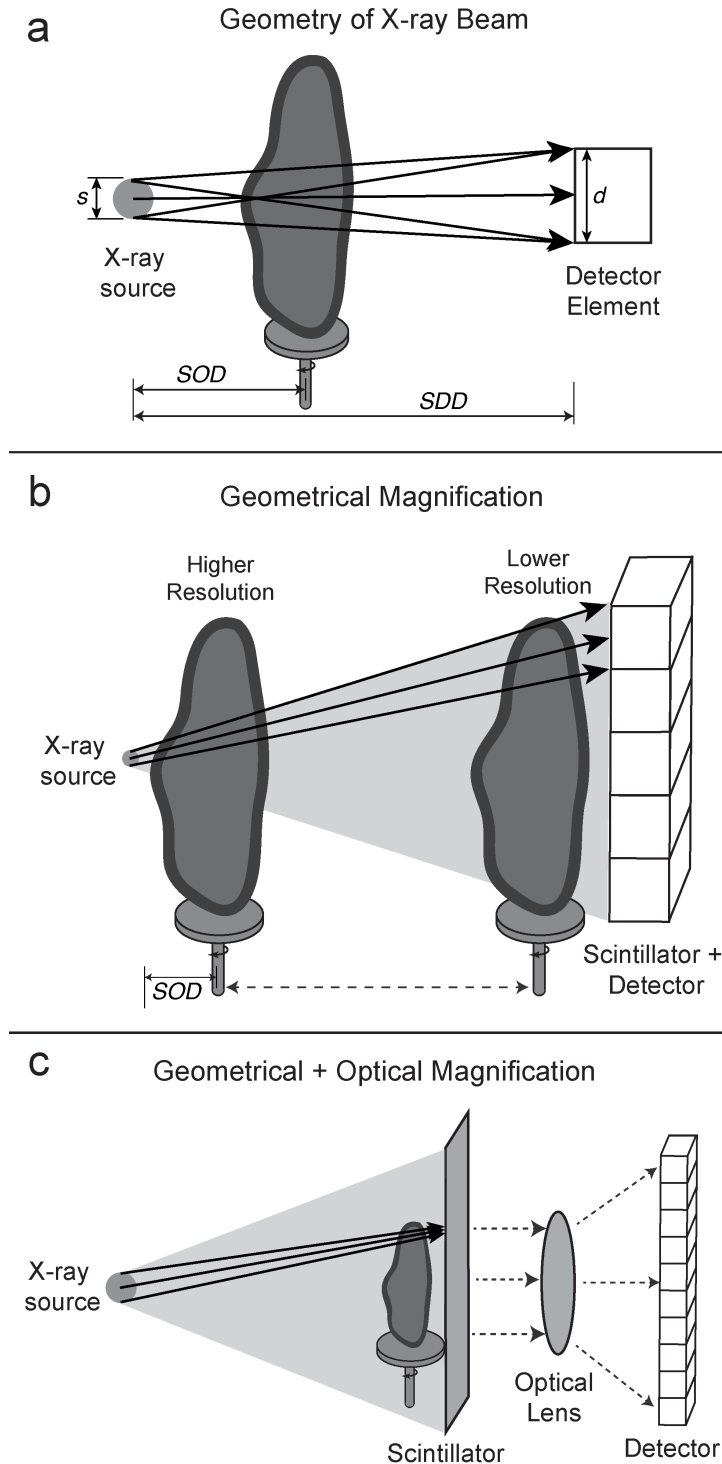 a
Geometry of X-ray Beam
s
d
X-ray
source
Detector
Element
SOD
SDD
b
Geometrical Magnification
Higher
Resolution
Lower
Resolution
X-ray
source
SOD
Scintillator +
Detector
c
Geometrical + Optical Magnification
X-ray
source
Optical
Lens
Scintillator
Detector